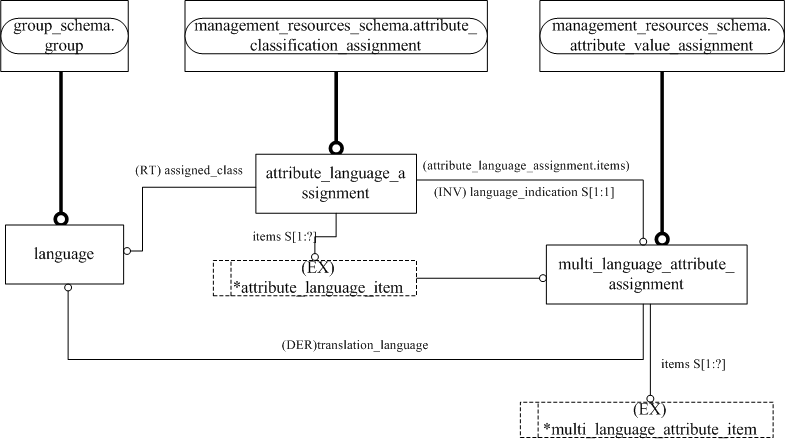 group_schema.
group
management_resources_schema.attribute_
classification_assignment
management_resources_schema.
attribute_value_assignment
(RT) assigned_class
attribute_language_a
ssignment
(attribute_language_assignment.items)
(INV) language_indication S[1:1]
language
items S[1:?]
(EX)
*attribute_language_item
multi_language_attribute_
assignment
(DER)translation_language
items S[1:?]
(EX)
*multi_language_attribute_item